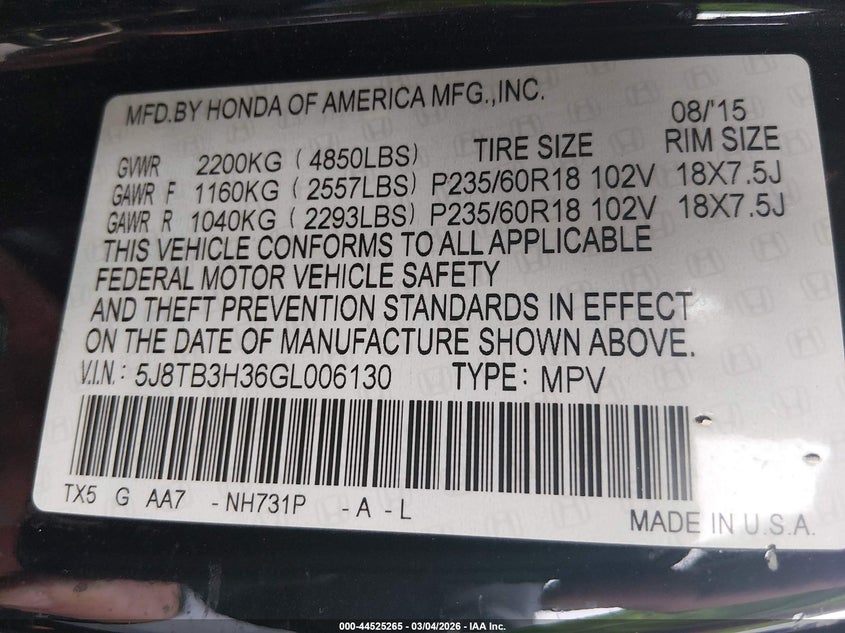 MFD.BY HONDA OF AMERICA MFG.,INC.
08/'15
GVWR 2200KG ( 4850LBS) TIRE SIZE RIM SIZE
GAWR F 1160KG ( 2557LBS) P235/60R18 102V 18X7.5J
GAWR R 1040KG ( 2293LBS) P235/60R18 102V 18X7.5J
THIS VEHICLE CONFORMS TO ALL APPLICABLE
FEDERAL MOTOR VEHICLE SAFETY
AND THEFT PREVENTION STANDARDS IN EFFECT
ON THE DATE OF MANUFACTURE SHOWN ABOVE.
V.I.N.: 5J8TB3H36GL006130 TYPE: MPV
TX5 G AA7 - NH731P - A - L
MADE IN U.S.A.
000-44525265 - 03/04/2026 - IAA Inc.